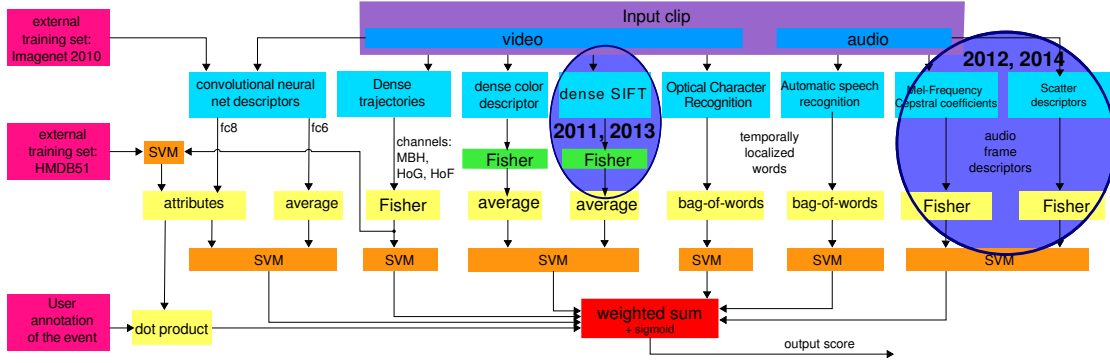 Input clip
video
audio
external
training set:
Imagenet 2010
2012, 2014
convolutional neural
net descriptors
Dense
trajectories
dense color
descriptor
dense SIFT
Optical Character
Recognition
Automatic speech
recognition
Mel-Frequency
Cepstral coefficients
Scatter
descriptors
fc8
fc6
channels:
MBH,
HoG, HoF
2011, 2013
temporally
localized
words
audio
frame
descriptors
external
training set:
HMDB51
SVM
Fisher
Fisher
attributes
average
Fisher
average
average
bag-of-words
bag-of-words
Fisher
Fisher
SVM
SVM
SVM
SVM
SVM
SVM
User
annotation
of the event
dot product
weighted sum
+ sigmoid
output score